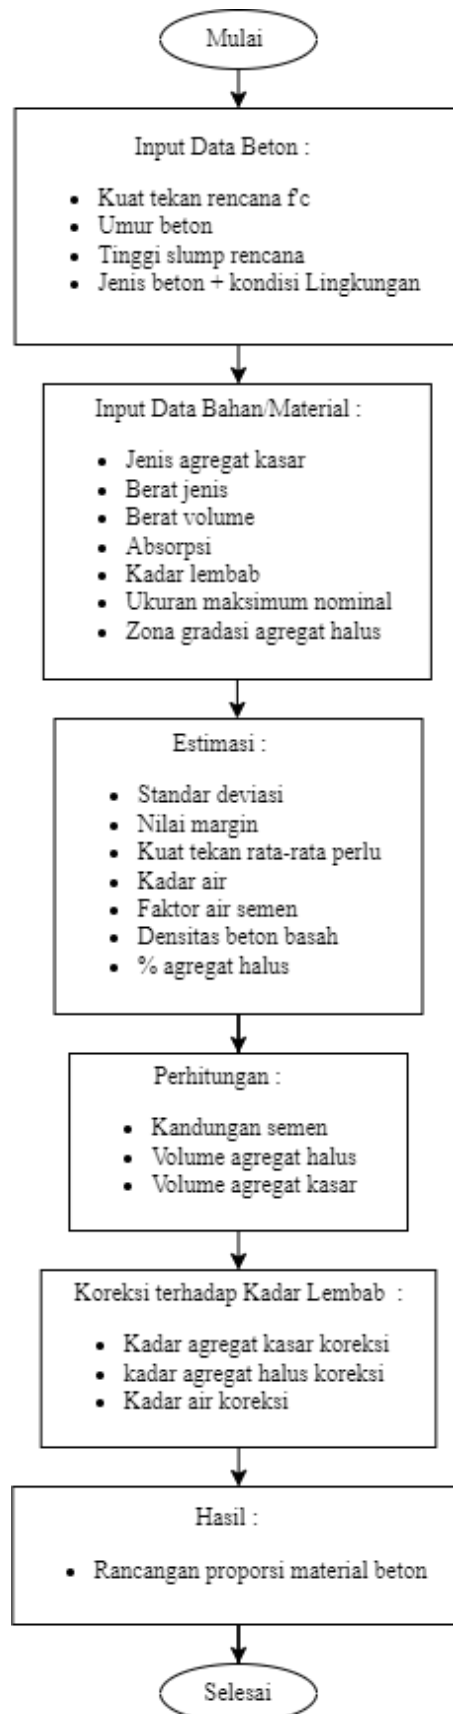 Mulai
Input Data Beton :
• Kuat tekan rencana f'c
• Umur beton
• Tinggi slump rencana
• Jenis beton + kondisi Lingkungan
Input Data Bahan/Material :
• Jenis agregat kasar
• Berat jenis
• Berat volume
• Absorpsi
• Kadar lembab
• Ukuran maksimum nominal
• Zona gradasi agregat halus
Estimasi :
• Standar deviasi
• Nilai margin
• Kuat tekan rata-rata perlu
• Kadar air
• Faktor air semen
• Densitas beton basah
• % agregat halus
Perhitungan :
• Kandungan semen
• Volume agregat halus
• Volume agregat kasar
Koreksi terhadap Kadar Lembab :
• Kadar agregat kasar koreksi
• kadar agregat halus koreksi
• Kadar air koreksi
Hasil :
• Rancangan proporsi material beton
Selesai